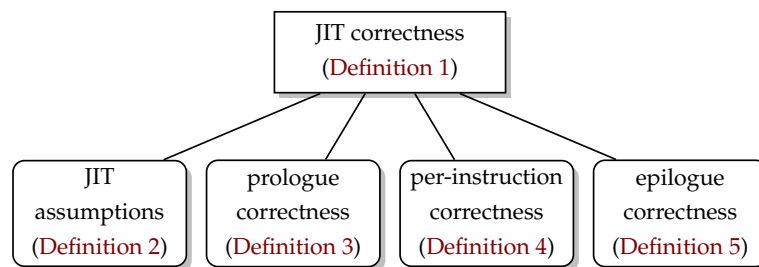 JIT correctness
(Definition 1)
JIT
assumptions
(Definition 2)
prologue
correctness
(Definition 3)
per-instruction
correctness
(Definition 4)
epilogue
correctness
(Definition 5)